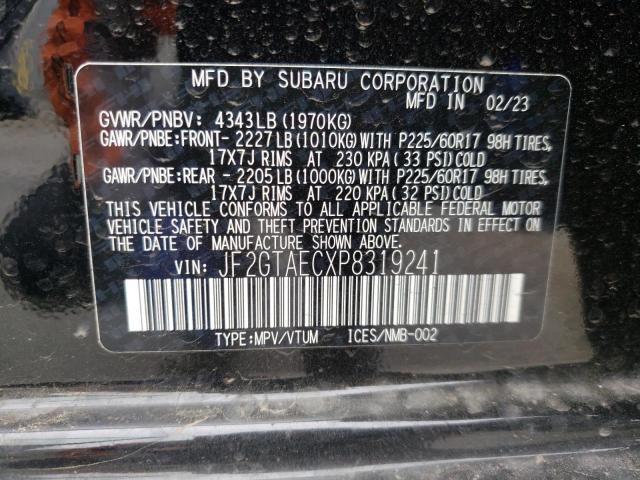 MFD BY SUBARU CORPORATION
MFD IN 02/23
GVWR/PNBV: 4343LB (1970KG)
GAWR/PNBE:FRONT- 2227LB(1010KG)WITH P225/60R17 98H TIRES,
17X7J RIMS AT 230 KPA (33 PSI)COLD
GAWR/PNBE:REAR - 2205LB(1000KG)WITH P225/60R17 98H TIRES,
17X7J RIMS AT 220 KPA (32 PSI)COLD
THIS VEHICLE CONFORMS TO ALL APPLICABLE FEDERAL MOTOR
VEHICLE SAFETY AND THEFT PREVENTION STANDARDS IN EFFECT ON
THE DATE OF MANUFACTURE SHOWN ABOVE.
VIN: JF2GTAECXP8319241
TYPE:MPV/VTUM ICES/NMB-002